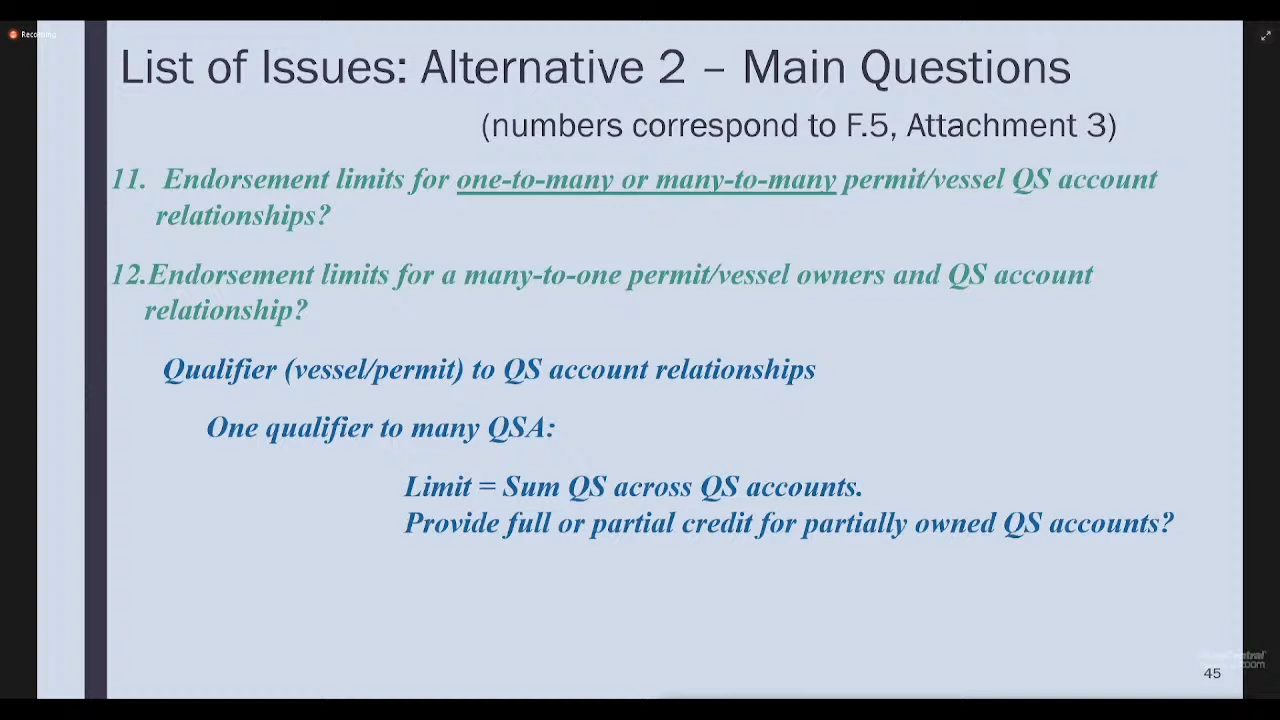 Recording
List of Issues: Alternative 2 – Main Questions
(numbers correspond to F.5, Attachment 3)
11. Endorsement limits for one-to-many or many-to-many permit/vessel QS account
relationships?
12.Endorsement limits for a many-to-one permit/vessel owners and QS account
relationship?
Qualifier (vessel/permit) to QS account relationships
One qualifier to many QSA:
Limit = Sum QS across QS accounts.
Provide full or partial credit for partially owned QS accounts?
zoom
45